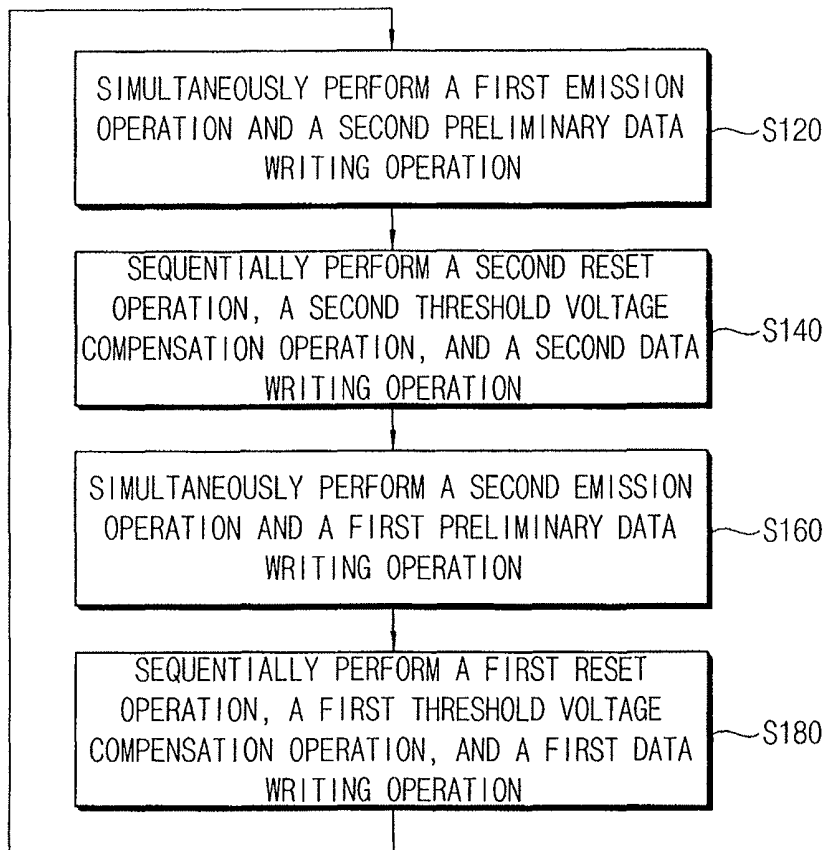 SIMULTANEOUSLY PERFORM A FIRST EMISSION
OPERATION AND A SECOND PRELIMINARY DATA
WRITING OPERATION
S120
SEQUENTIALLY PERFORM A SECOND RESET
OPERATION, A SECOND THRESHOLD VOLTAGE
COMPENSATION OPERATION, AND A SECOND DATA
WRITING OPERATION
S140
SIMULTANEOUSLY PERFORM A SECOND EMISSION
OPERATION AND A FIRST PRELIMINARY DATA
WRITING OPERATION
S160
SEQUENTIALLY PERFORM A FIRST RESET
OPERATION, A FIRST THRESHOLD VOLTAGE
COMPENSATION OPERATION, AND A FIRST DATA
WRITING OPERATION
S180